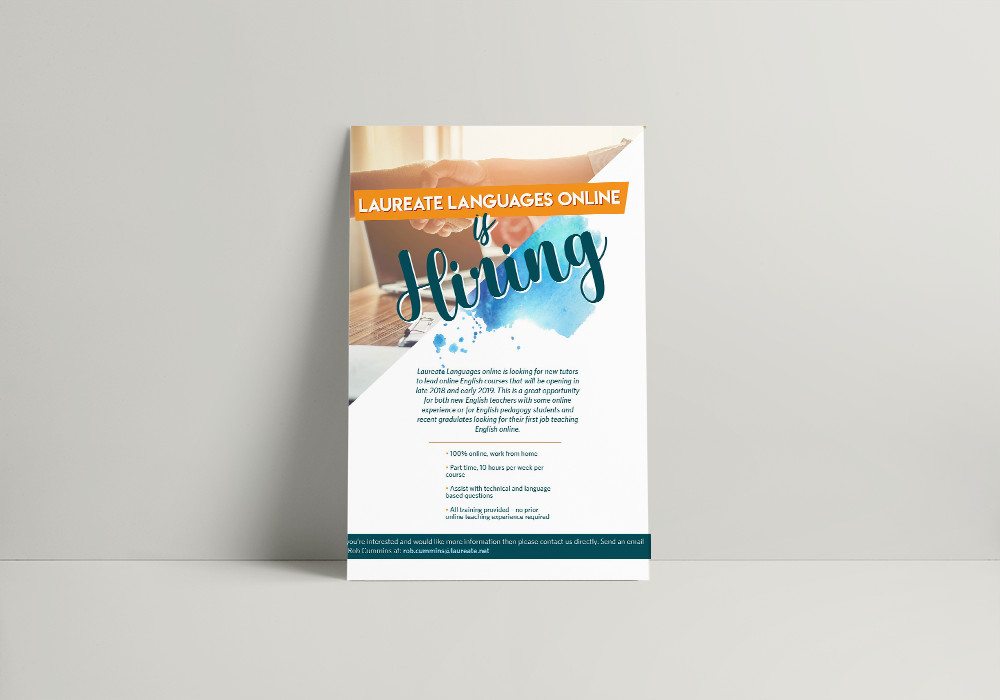 LAUREATE LANGUAGES ONLINE
is
Hiring
Laureate Languages online is looking for new tutors
to lead online English courses that will be opening in
late 2018 and early 2019. This is a great opportunity
for both new English teachers with some online
experience or for English pedagogy students and
recent gradulates looking for their first job teaching
English online.
• 100% online, work from home
• Part time, 10 hours per week per
course
• Assist with technical and language
based questions
• All training provided - no prior
online teaching experience required
you're interested and would like more information then please contact us directly. Send an email
Rob Cummins at: rob.cummins@laureate.net